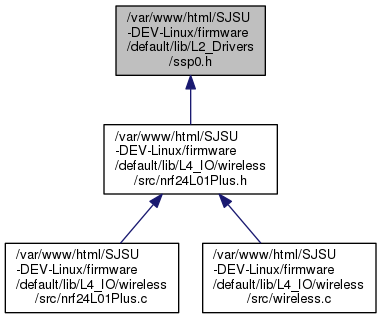 /var/www/html/SJSU
-DEV-Linux/firmware
/default/lib/L2_Drivers
/ssp0.h
/var/www/html/SJSU
-DEV-Linux/firmware
/default/lib/L4_IO/wireless
/src/nrf24L01Plus.h
/var/www/html/SJSU
-DEV-Linux/firmware
/default/lib/L4_IO/wireless
/src/nrf24L01Plus.c
/var/www/html/SJSU
-DEV-Linux/firmware
/default/lib/L4_IO/wireless
/src/wireless.c